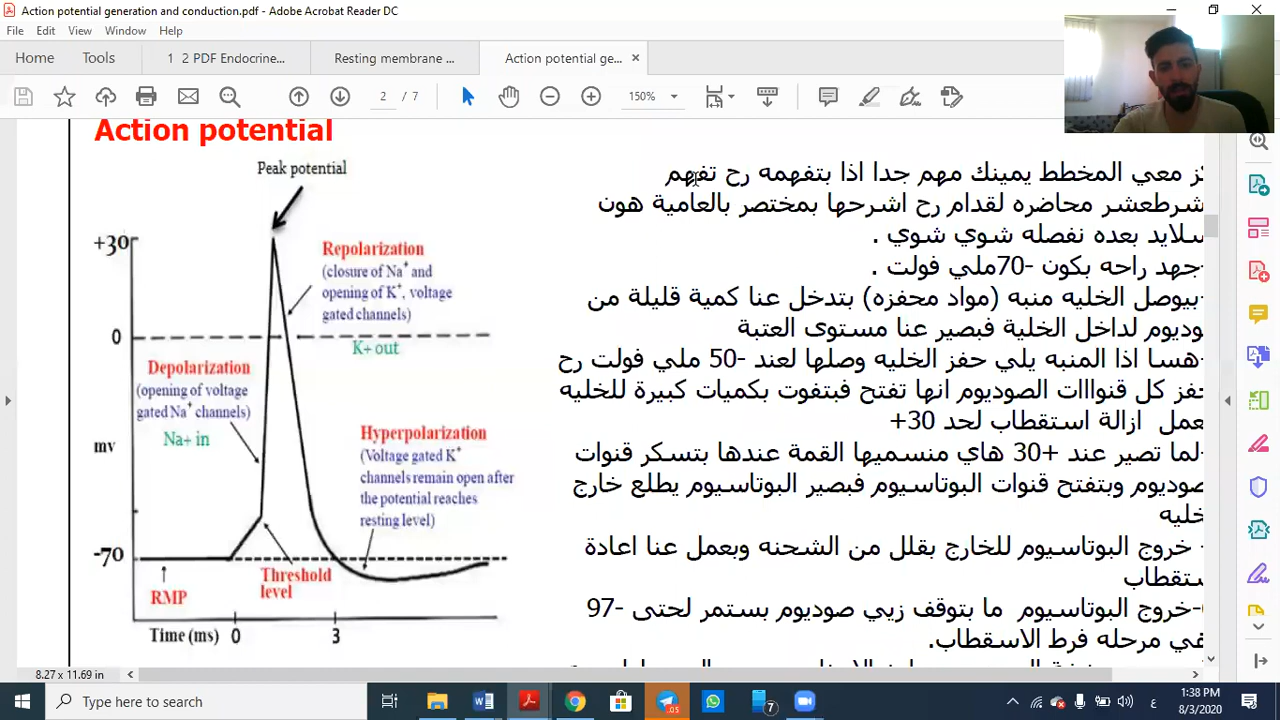 Action potential generation and conduction.pdf - Adobe Acrobat Reader DC
File Edit View Window Help
Home Tools 1 2 PDF Endocrine... Resting membrane ... Action potential ge... ×
2 / 7 150%
Action potential
Peak potential
+30
Repolarization
(closure of Na+ and
opening of K+, voltage
gated channels)
0
K+ out
Depolarization
(opening of voltage
gated Na+ channels)
Na+ in
mv
Hyperpolarization
(Voltage gated K+
channels remain open after
the potential reaches
resting level)
-70
Threshold
level
RMP
Time (ms) 0 3
معي المخطط يمينك مهم جدا اذا بتفهمه رح تفهم
محاضره لقدام رح اشرحها بمختصر بالعامية هون
بعده نفصله شوي شوي .
-جهد راحه بكون -70ملي فولت .
-بيوصل الخليه منبه (مواد محفزه) بتدخل عنا كمية قليلة من
لداخل الخلية فبصير عنا مستوى العتبة
-هسا اذا المنبه يلي حفز الخليه وصلها لعند -50 ملي فولت رح
كل قنوااات الصوديوم انها تفتح فبتفوت بكميات كبيرة للخليه
ازالة استقطاب لحد 30+
-لما تصير عند +30 هاي منسميها القمة عندها بتسكر قنوات
وبتفتح قنوات البوتاسيوم فبصير البوتاسيوم يطلع خارج
- خروج البوتاسيوم للخارج بقلل من الشحنه وبعمل عنا اعادة
-خروج البوتاسيوم ما بتوقف زيي صوديوم بستمر لحتى -97
مرحله فرط الاسقطاب.
8.27 x 11.69 in
Type here to search
05
7
ع
1:38 PM
8/3/2020